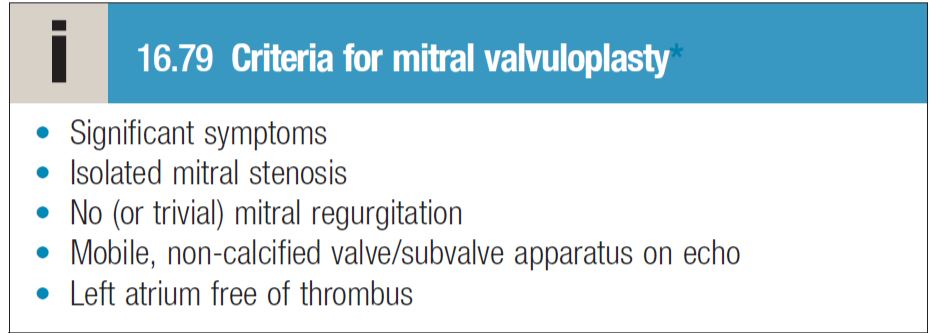 i
16.79 Criteria for mitral valvuloplasty*
• Significant symptoms
• Isolated mitral stenosis
• No (or trivial) mitral regurgitation
• Mobile, non-calcified valve/subvalve apparatus on echo
• Left atrium free of thrombus